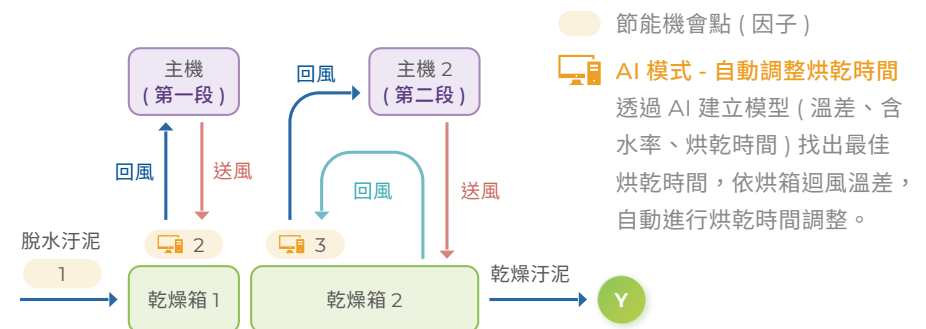 節能機會點 ( 因子 )
AI 模式 - 自動調整烘乾時間
透過 AI 建立模型 ( 溫差、含
水率、烘乾時間 ) 找出最佳
烘乾時間，依烘箱迴風溫差，
自動進行烘乾時間調整。
主機
( 第一段 )
回風
主機 2
( 第二段 )
回風
送風
回風
送風
脫水汙泥
1
2
3
乾燥箱 1
乾燥箱 2
乾燥汙泥
Y